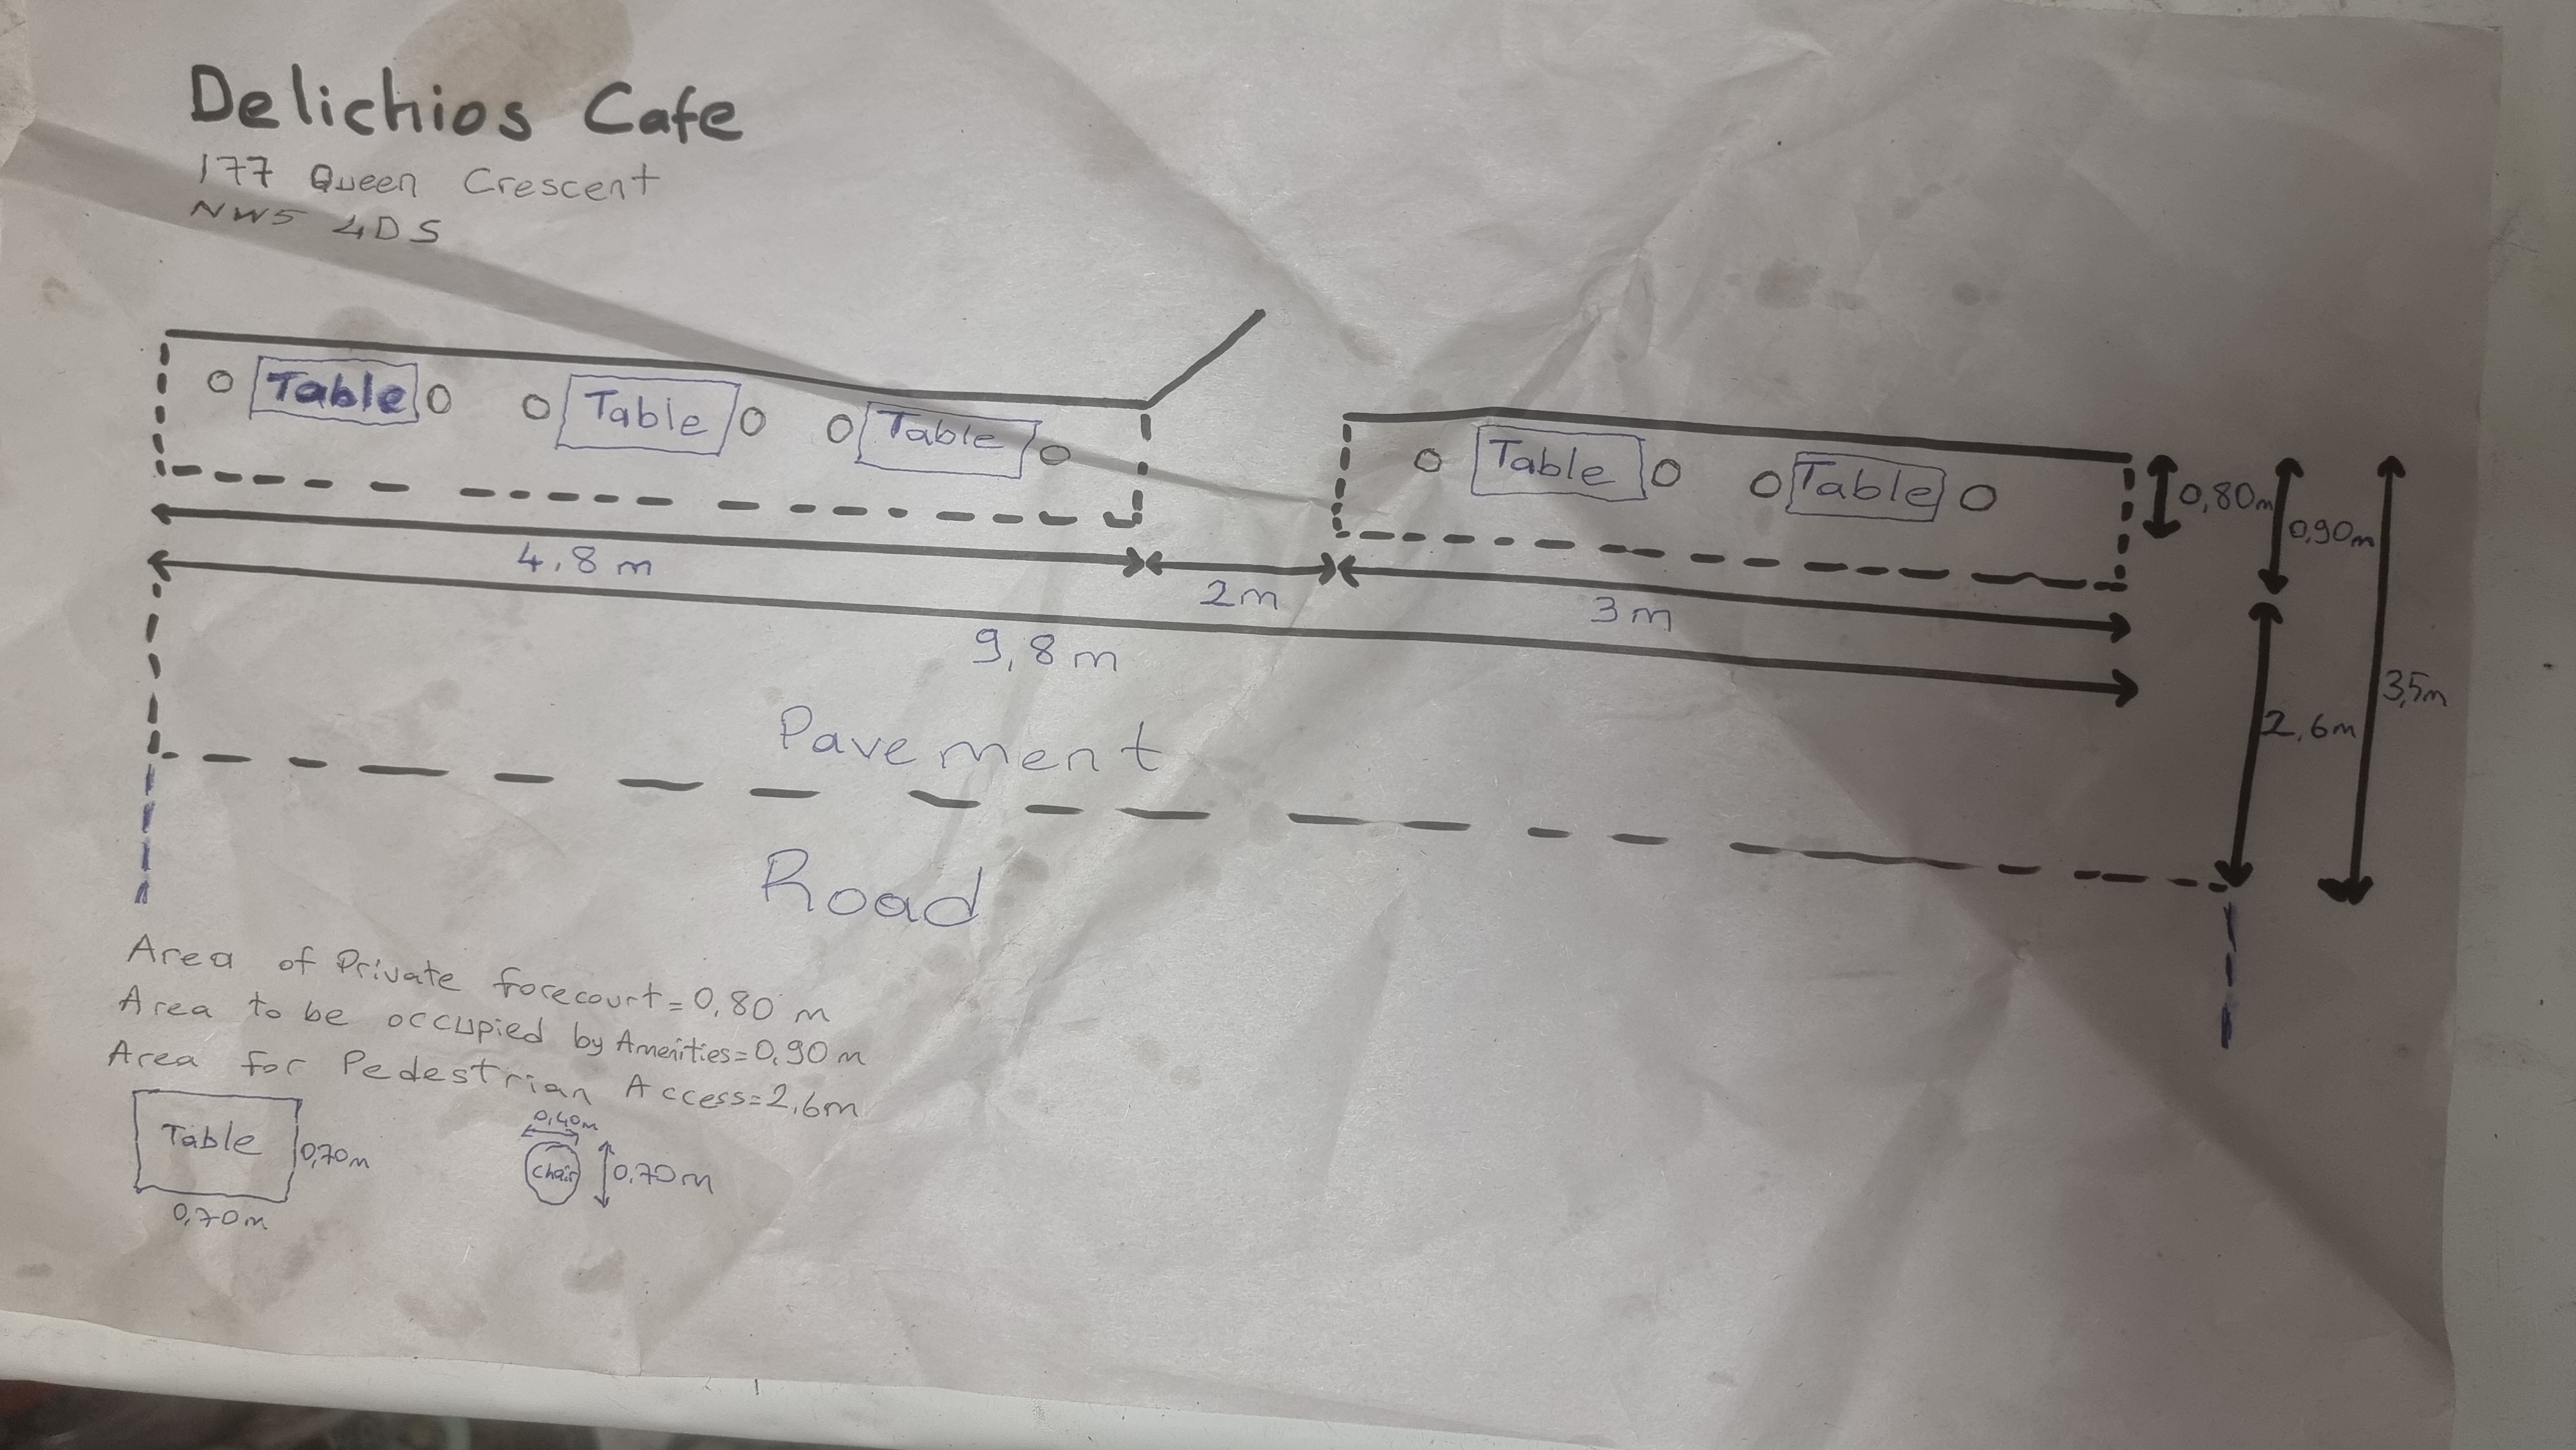 Delichios Cafe
177 Queen Crescent
NW5 4DS
Table
Table
Table
Table
Table
0,80m
0,90m
4,8 m
2m
3m
9,8m
3,5m
2,6m
Pavement
Road
Area of Private forecourt=0,80 m
Area to be occupied by Amenities=0,90 m
Area for Pedestrian Access=2,6m
Table
0,70m
0,70m
0,40m
Chair
0,70m